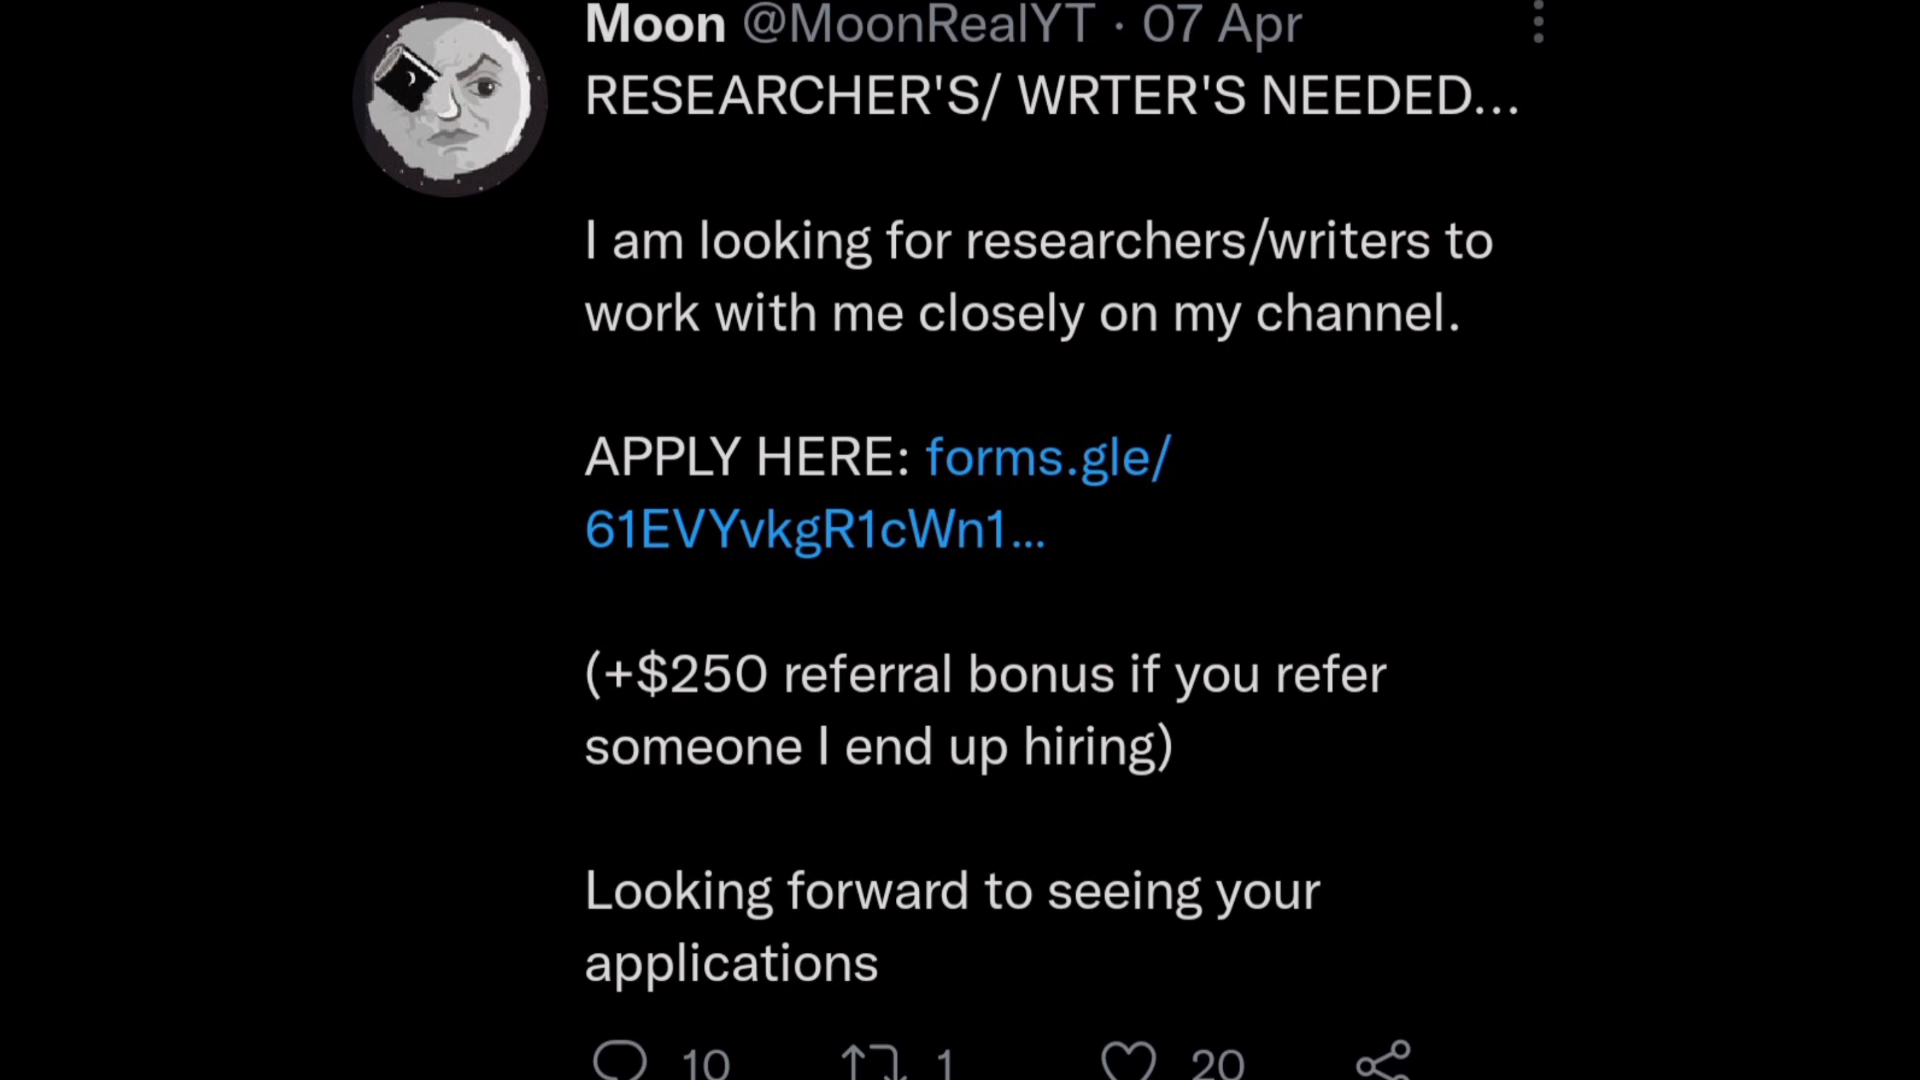 Moon @MoonRealYT · 07 Apr
RESEARCHER'S/ WRTER'S NEEDED...
I am looking for researchers/writers to
work with me closely on my channel.
APPLY HERE: forms.gle/
61EVYvkgR1cWn1...
(+$250 referral bonus if you refer
someone I end up hiring)
Looking forward to seeing your
applications
10 1 20